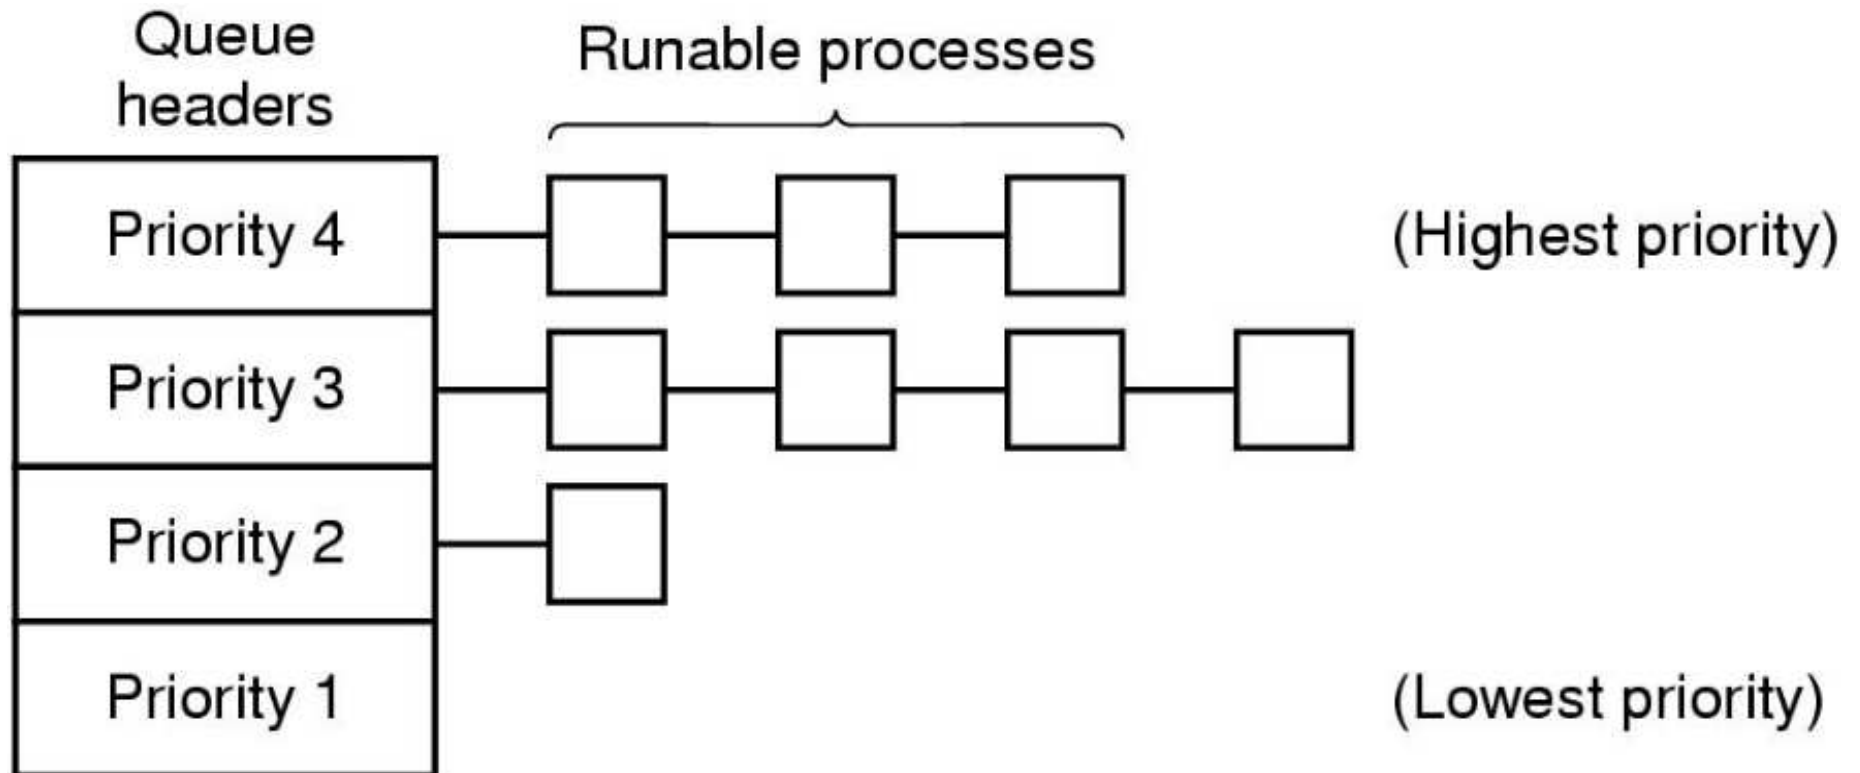 Queue
headers
Runable processes
Priority 4
(Highest priority)
Priority 3
Priority 2
Priority 1
(Lowest priority)